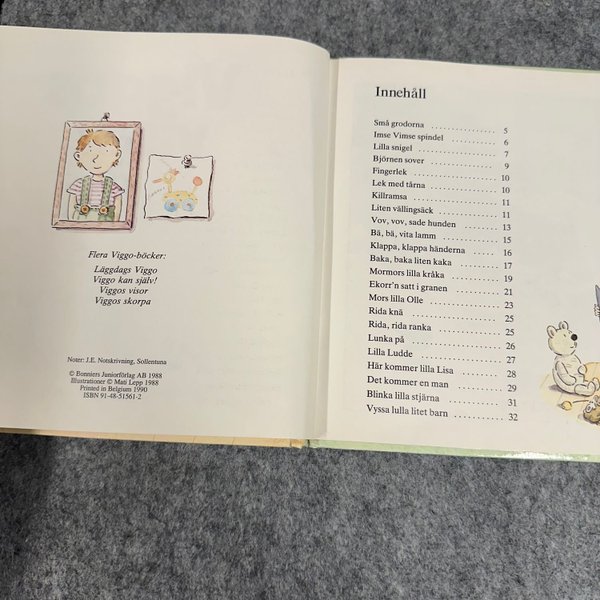 Flera Viggo-böcker:
Läggdags Viggo
Viggo kan själv!
Viggos visor
Viggos skorpa
Noter: J.E. Notskrivning, Sollentuna
© Bonniers Juniorförlag AB 1988
Illustrationer © Mati Lepp 1988
Printed in Belgium 1990
ISBN 91-48-51561-2
Innehåll
Små grodorna 5
Imse Vimse spindel 6
Lilla snigel 7
Björnen sover 9
Fingerlek 10
Lek med tårna 10
Killramsa 11
Liten vällingsäck 11
Vov, vov, sade hunden 13
Bä, bä, vita lamm 15
Klappa, klappa händerna 16
Baka, baka liten kaka 17
Mormors lilla kråka 19
Ekorr'n satt i granen 21
Mors lilla Olle 23
Rida knä 25
Rida, rida ranka 25
Lunka på 26
Lilla Ludde 27
Här kommer lilla Lisa 28
Det kommer en man 29
Blinka lilla stjärna 31
Vyssa lulla litet barn 32